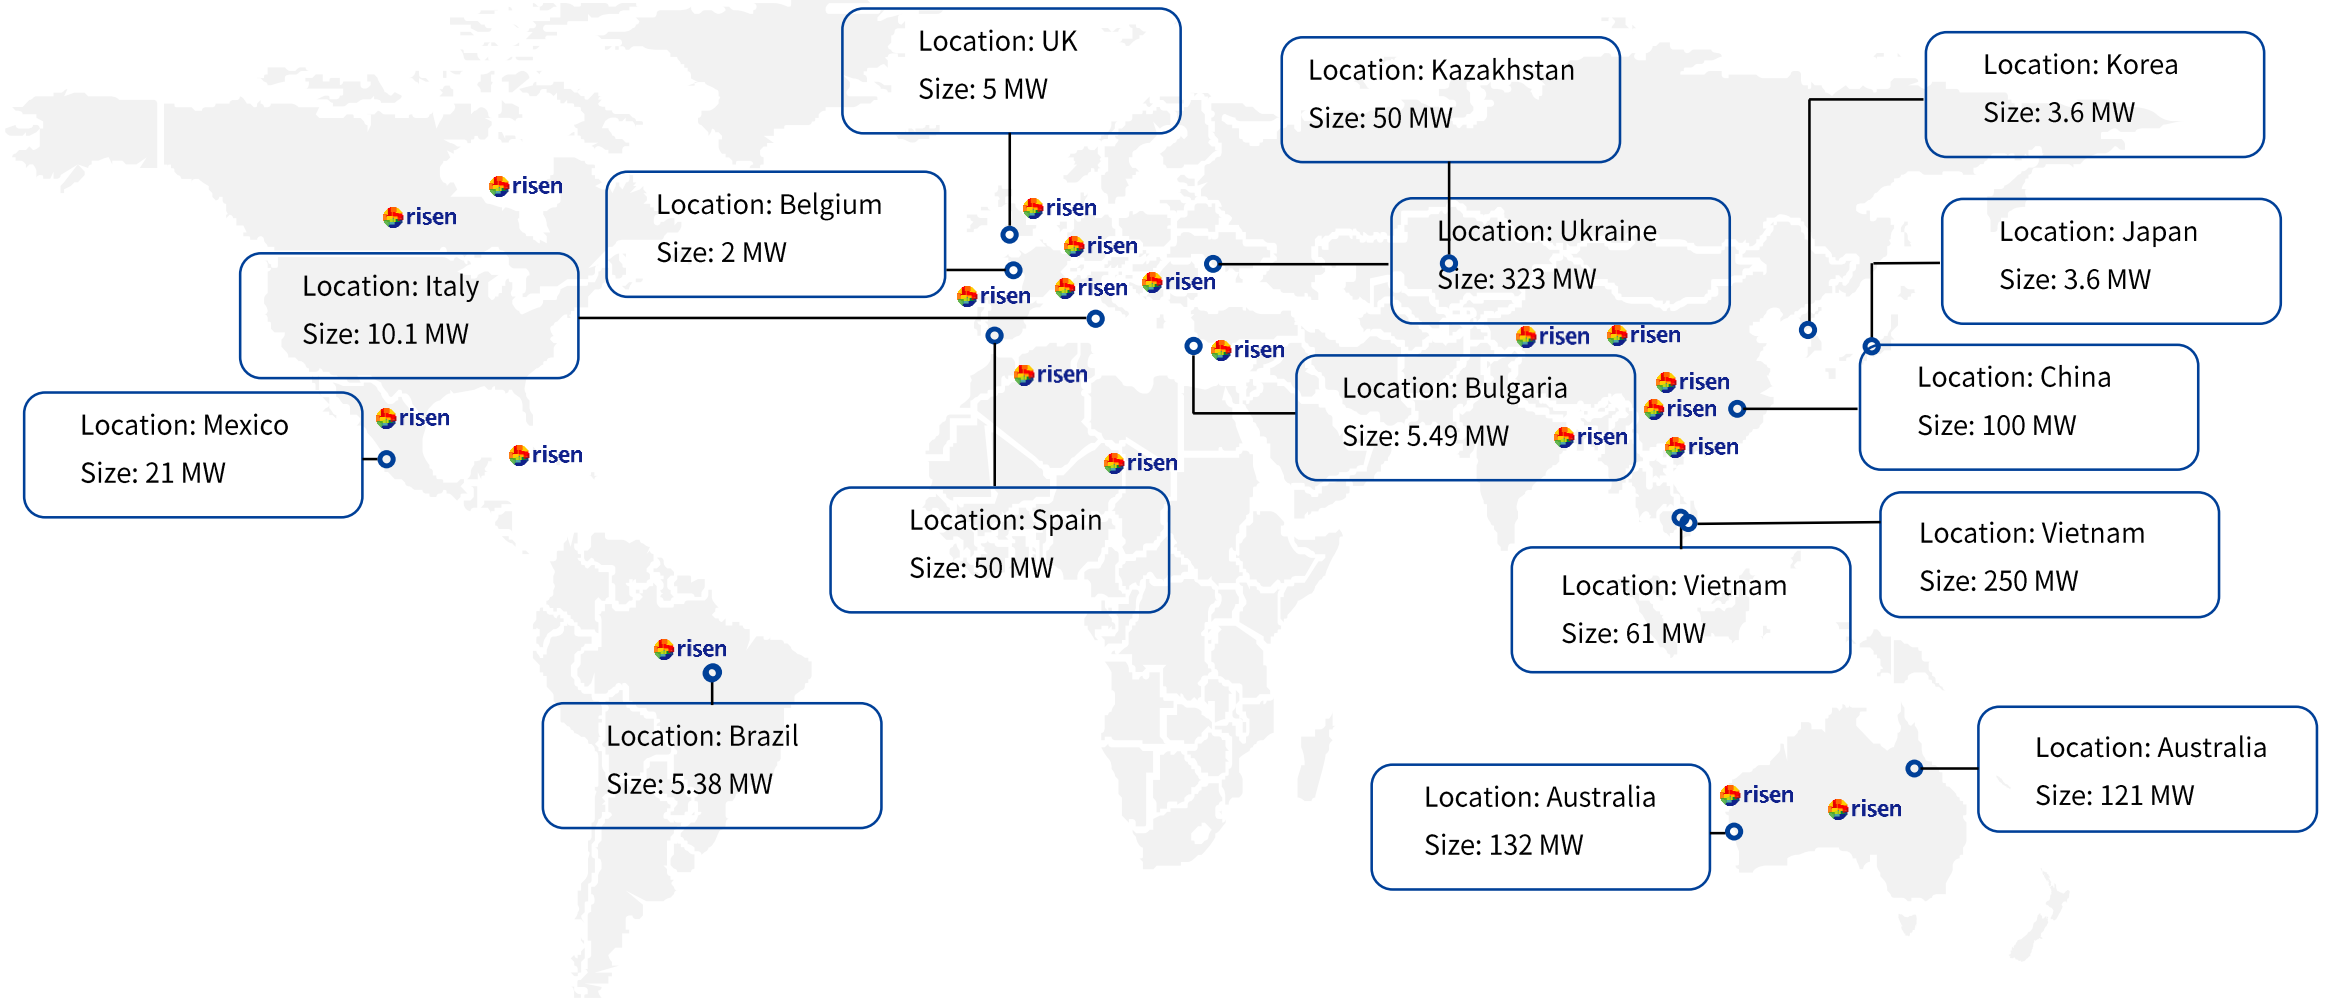 Location: UK
Size: 5 MW
Location: Kazakhstan
Size: 50 MW
Location: Korea
Size: 3.6 MW
risen
risen
Location: Belgium
Size: 2 MW
risen
risen
Location: Ukraine
Size: 323 MW
Location: Japan
Size: 3.6 MW
Location: Italy
Size: 10.1 MW
risen
risen
risen
risen
risen
risen
Location: Mexico
Size: 21 MW
risen
risen
risen
risen
Location: Bulgaria
Size: 5.49 MW
risen
risen
risen
risen
Location: China
Size: 100 MW
Location: Spain
Size: 50 MW
Location: Vietnam
Size: 250 MW
Location: Vietnam
Size: 61 MW
risen
Location: Brazil
Size: 5.38 MW
Location: Australia
Size: 132 MW
risen
risen
Location: Australia
Size: 121 MW